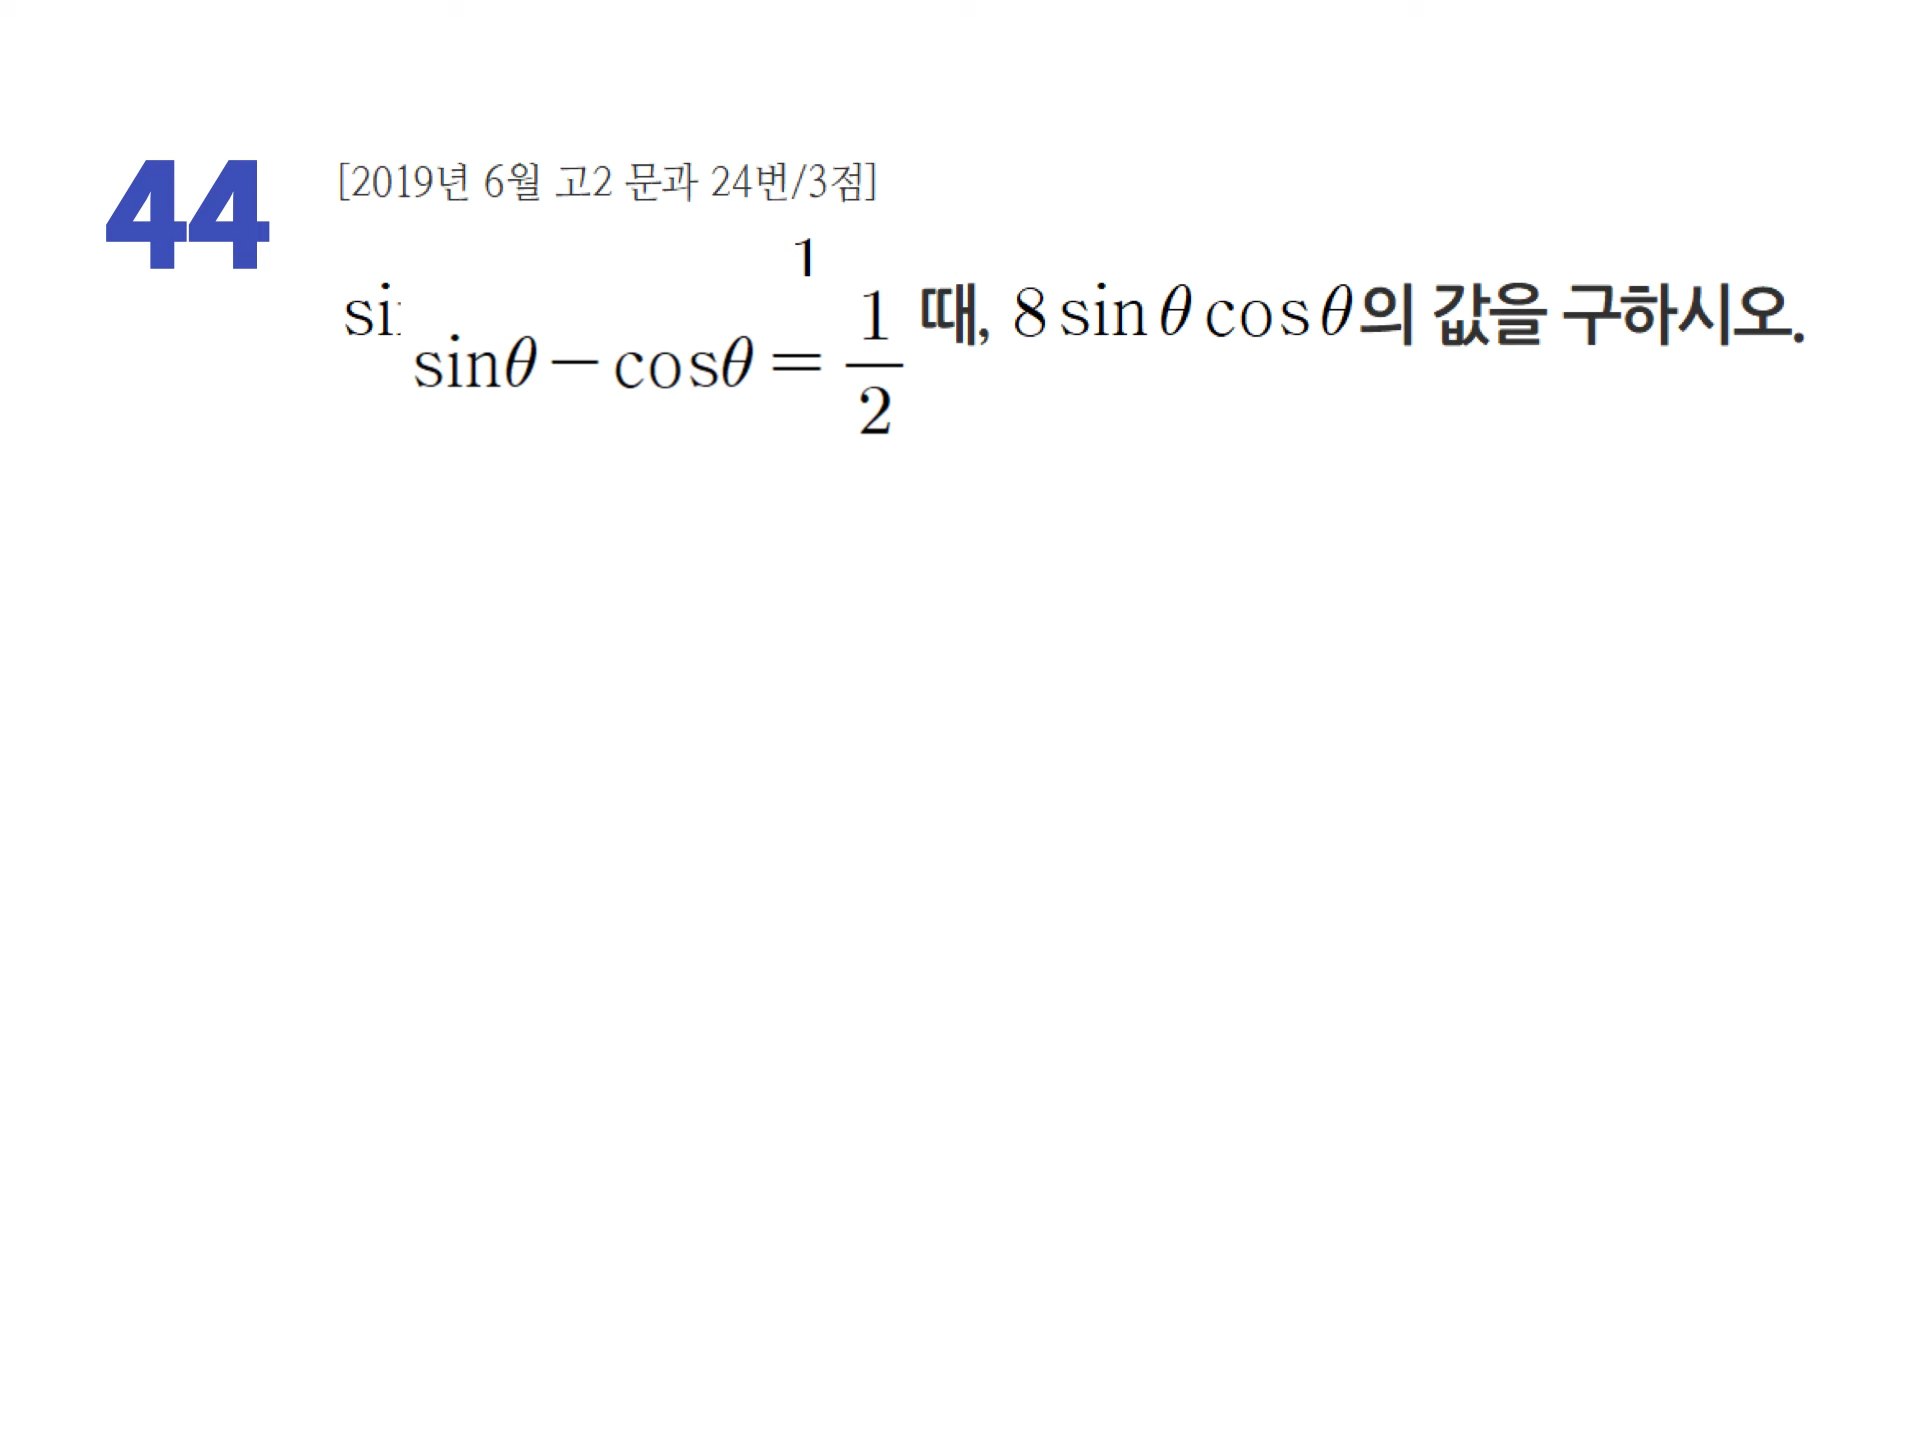 44
[2019년 6월 고2 문과 24번/3점]
sinθ − cosθ = 1/2 때, 8 sin θ cos θ의 값을 구하시오.